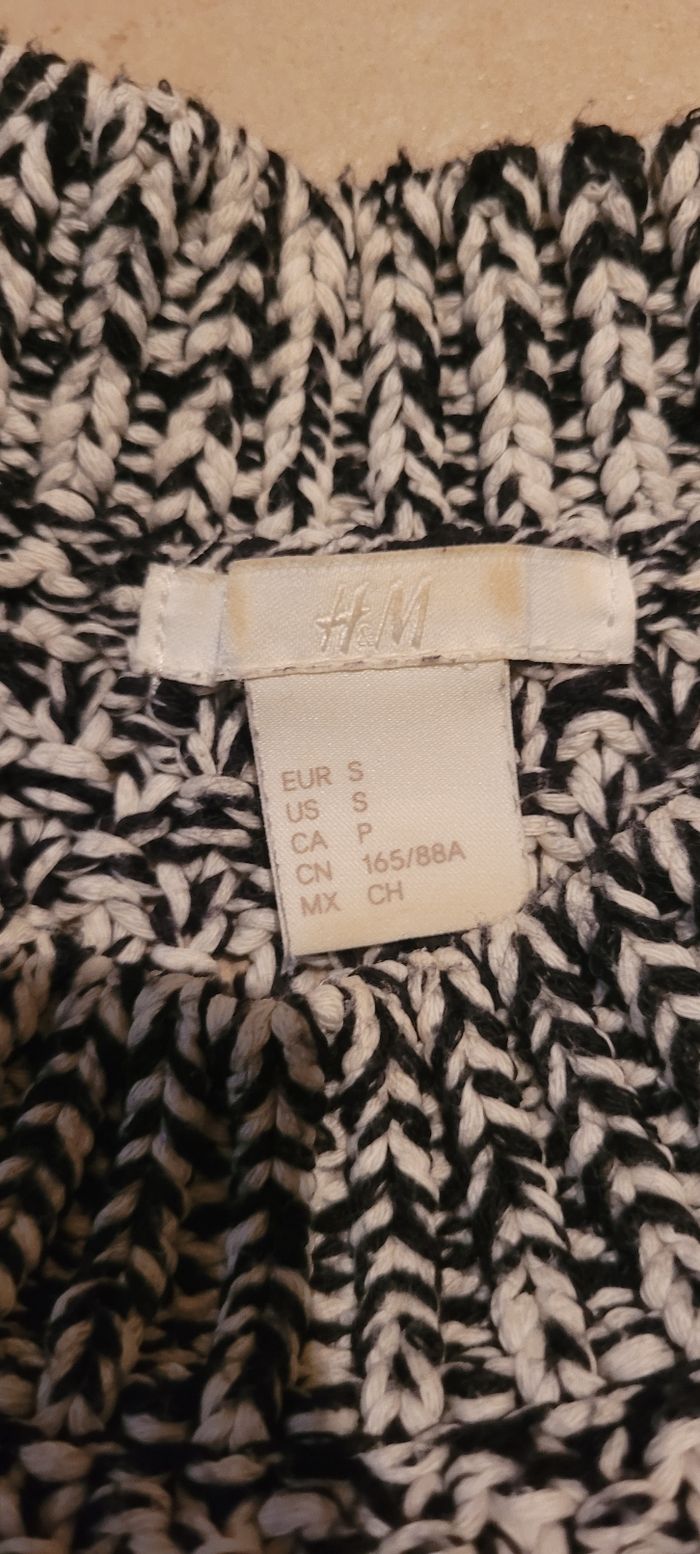 H&M
EUR S
US S
CA P
CN 165/88A
MX CH